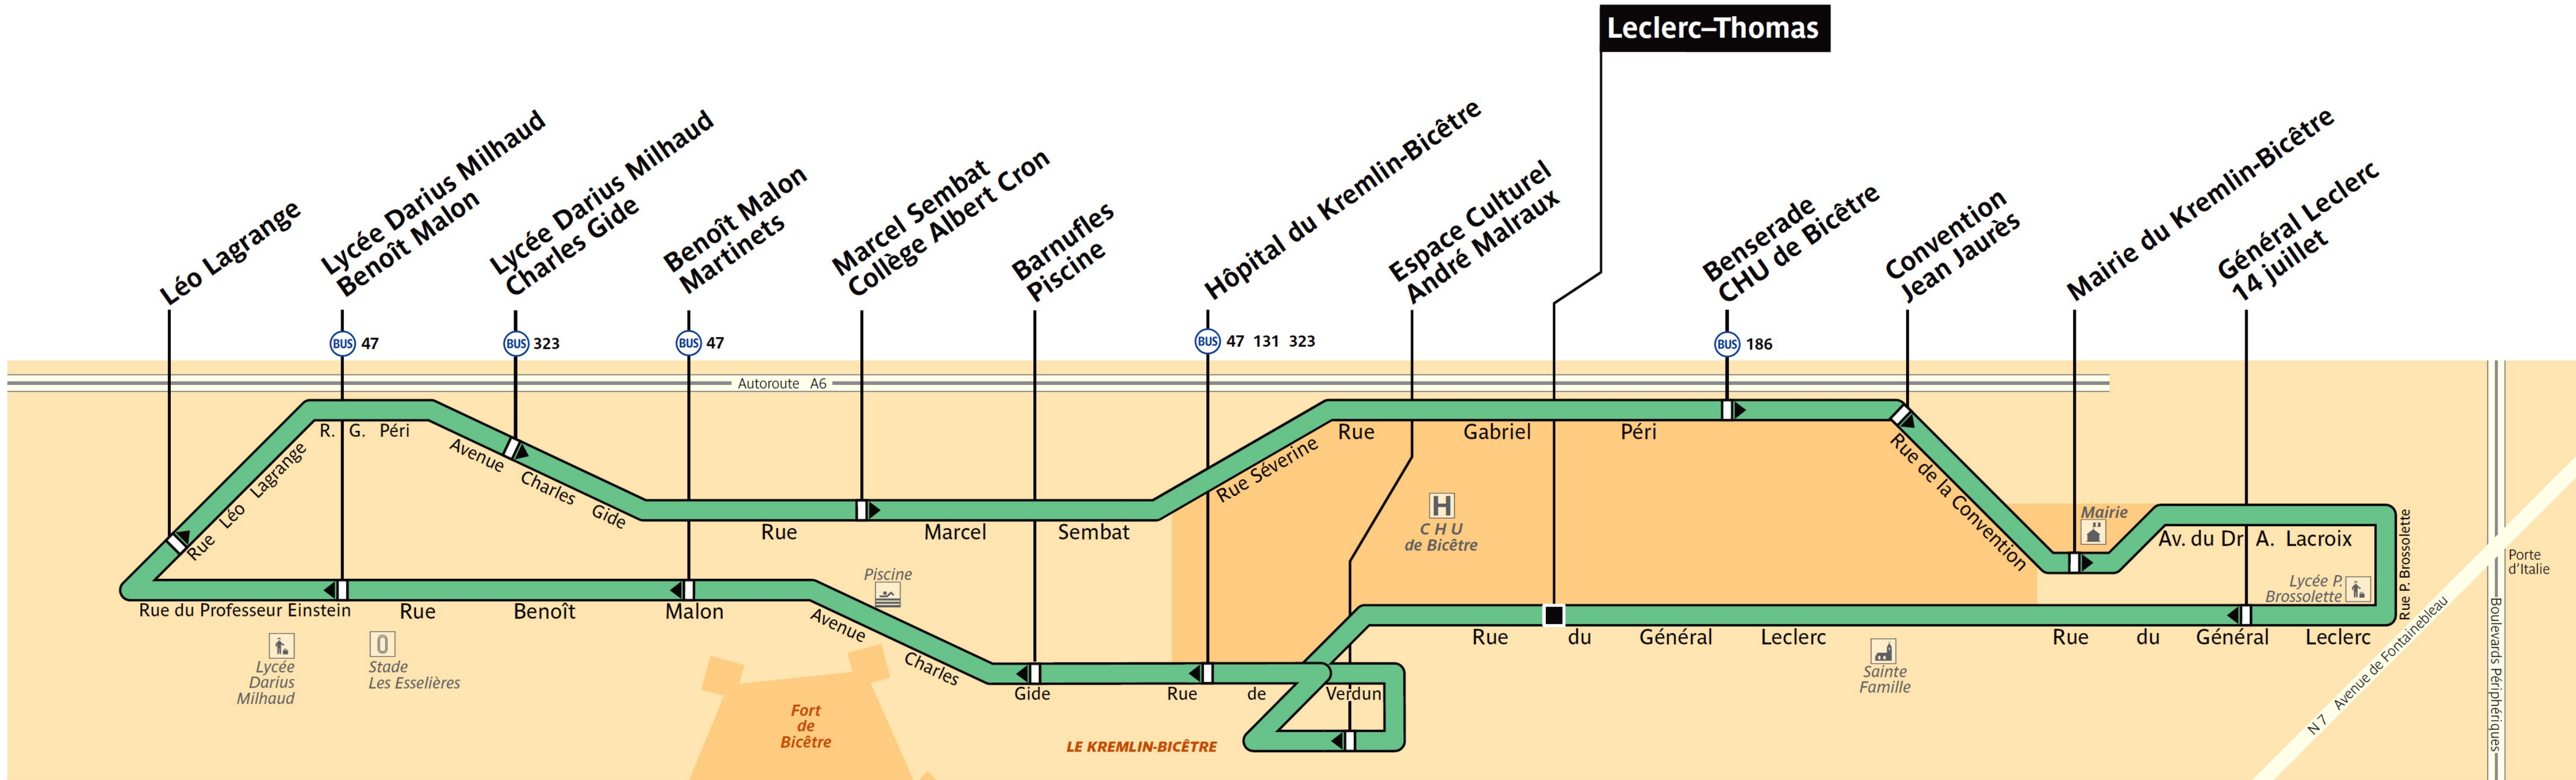 Leclerc–Thomas
Léo Lagrange
Lycée Darius Milhaud
Benoît Malon
Lycée Darius Milhaud
Charles Gide
Benoît Malon
Martinets
Marcel Sembat
Collège Albert Cron
Barnufles
Piscine
Hôpital du Kremlin-Bicêtre
Espace Culturel
André Malraux
Benserade
CHU de Bicêtre
Convention
Jean Jaurès
Mairie du Kremlin-Bicêtre
Général Leclerc
14 juillet
BUS 47
BUS 323
BUS 47
BUS 47 131 323
BUS 186
Autoroute A6
R. G. Péri
Avenue Charles Gide
Rue Léo Lagrange
Rue Marcel Sembat
Rue Séverine
Rue Gabriel Péri
Rue de la Convention
H
C H U
de Bicêtre
Mairie
Av. du Dr A. Lacroix
Rue P. Brossolette
Lycée P.
Brossolette
Porte
d'Italie
Boulevards Périphériques
N 7 Avenue de Fontainebleau
Piscine
Rue du Professeur Einstein
Rue Benoît Malon
Avenue Charles Gide
Rue de Verdun
Rue du Général Leclerc
Rue du Général Leclerc
Lycée
Darius
Milhaud
Stade
Les Esselières
Sainte
Famille
Fort
de
Bicêtre
LE KREMLIN-BICÊTRE